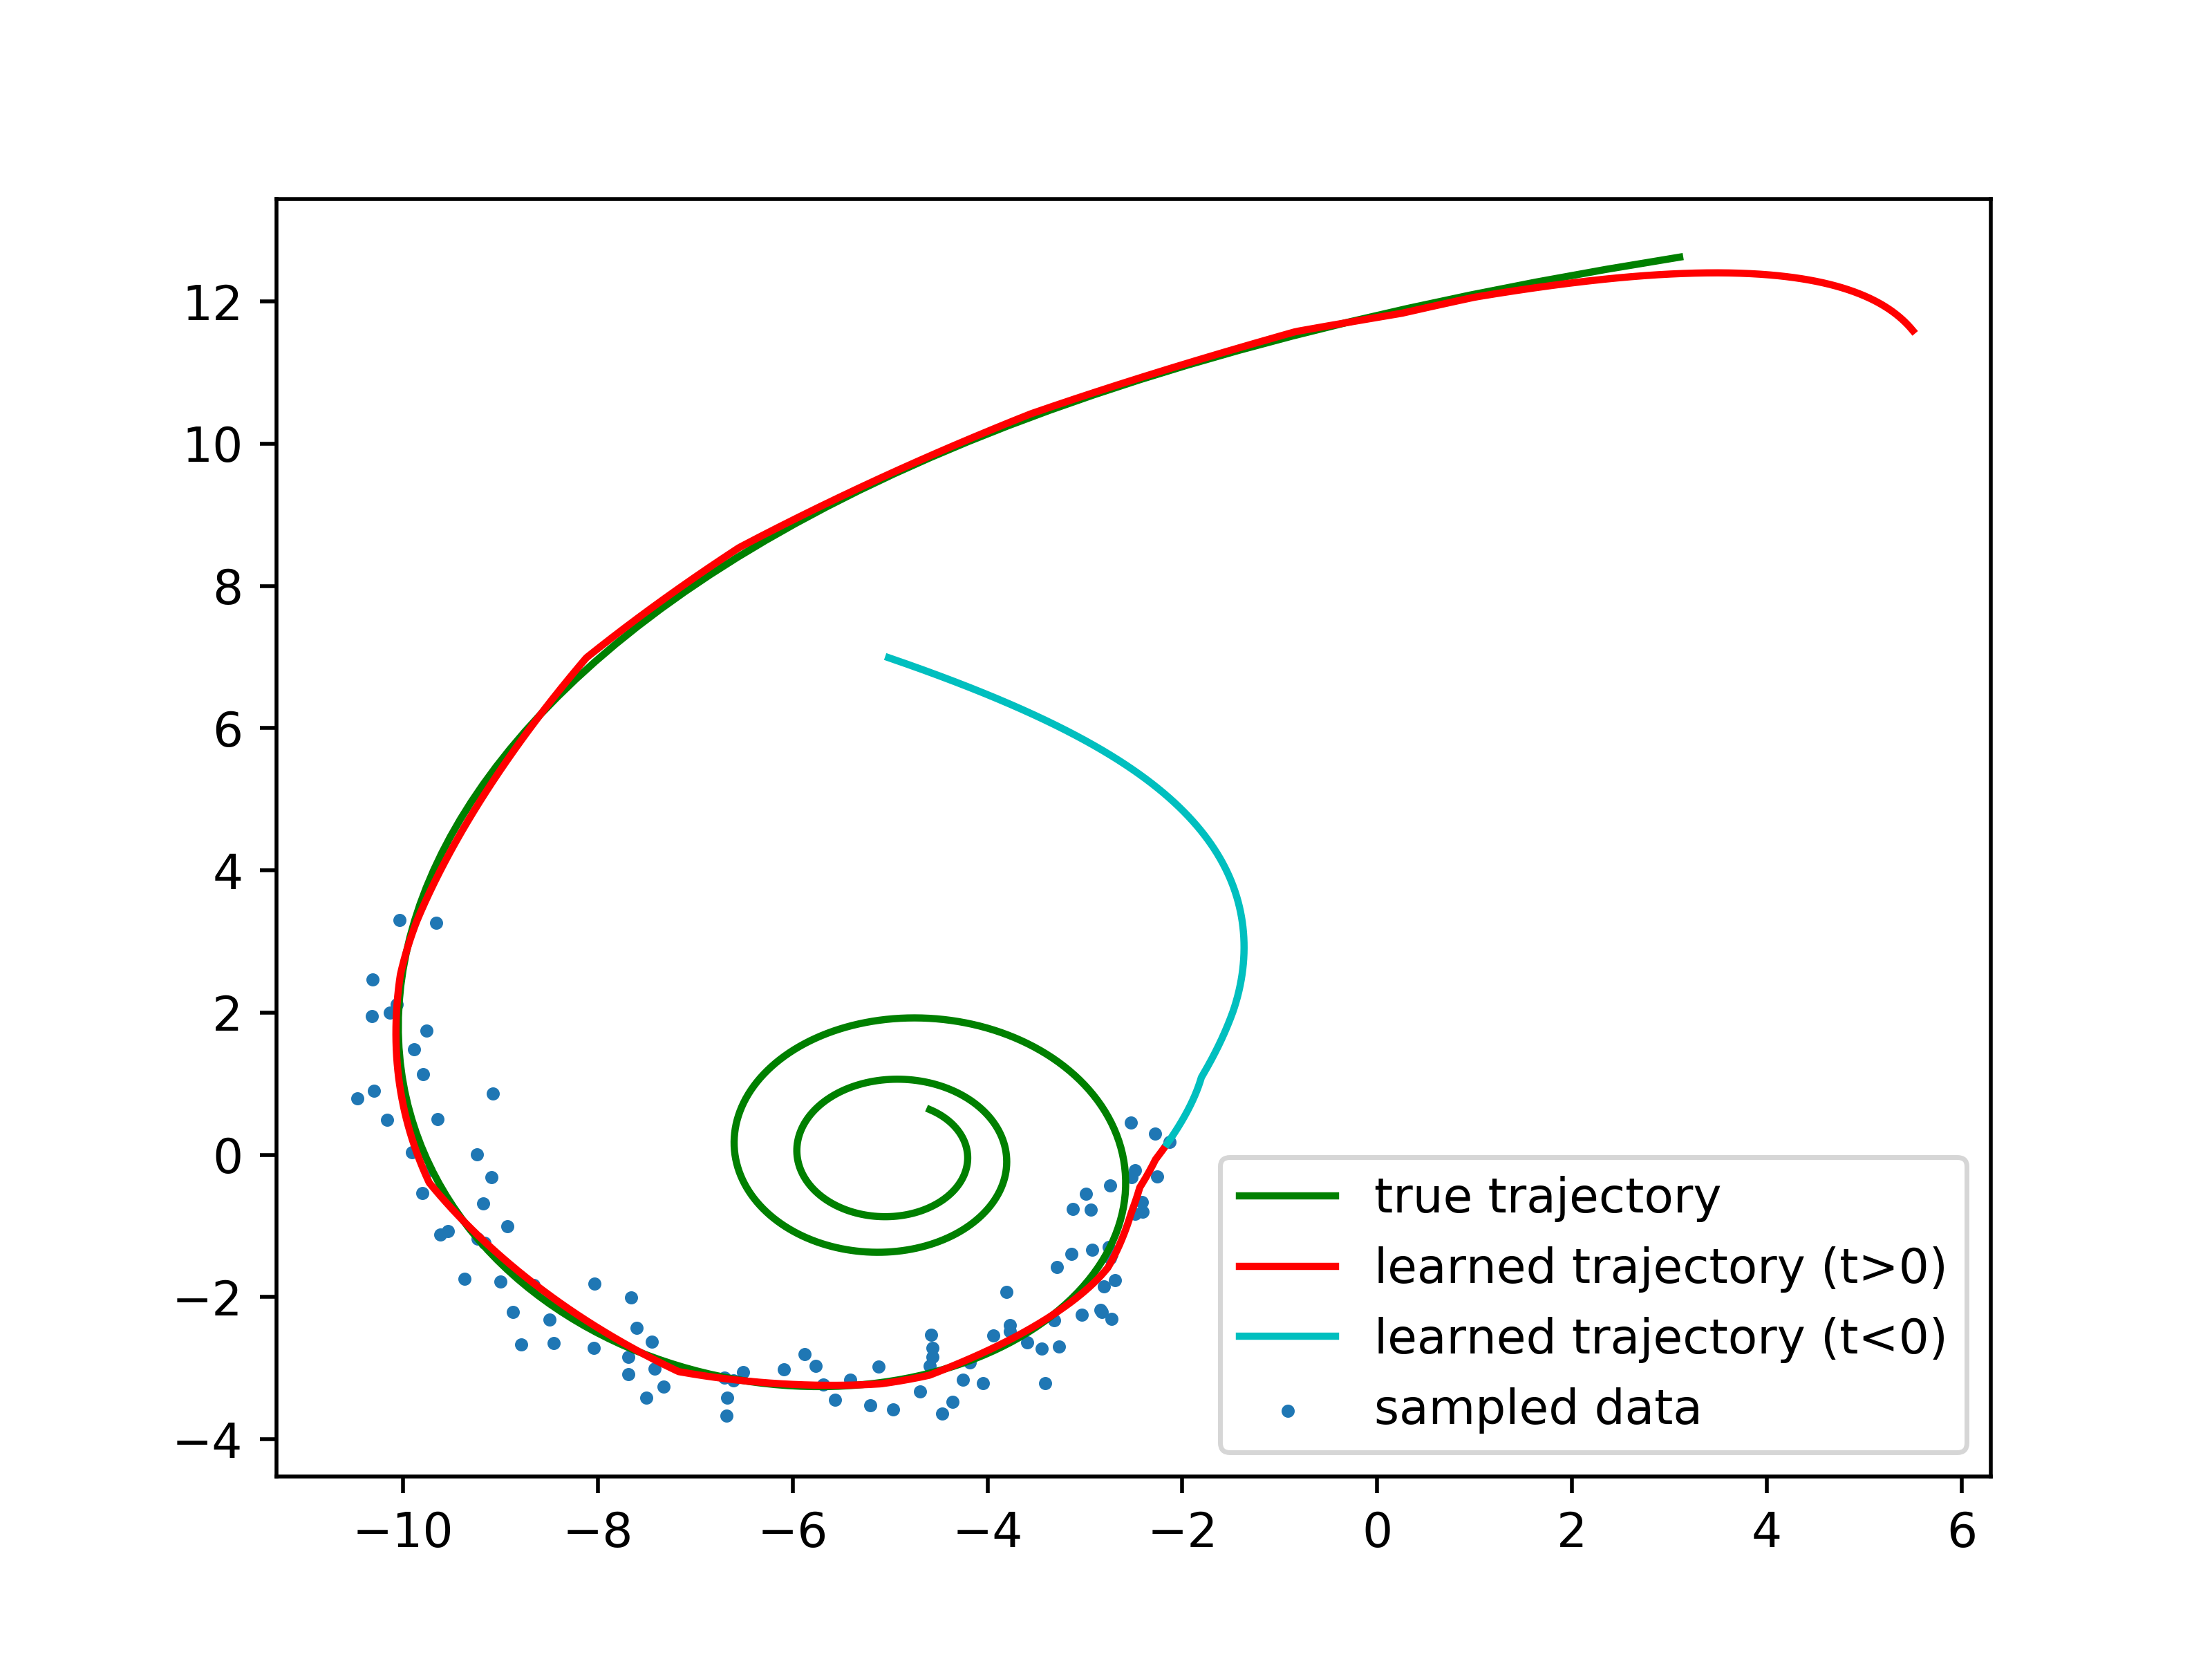 12
10
8
6
4
2
0
−2
−4
−10 −8 −6 −4 −2 0 2 4 6
true trajectory
learned trajectory (t>0)
learned trajectory (t<0)
sampled data